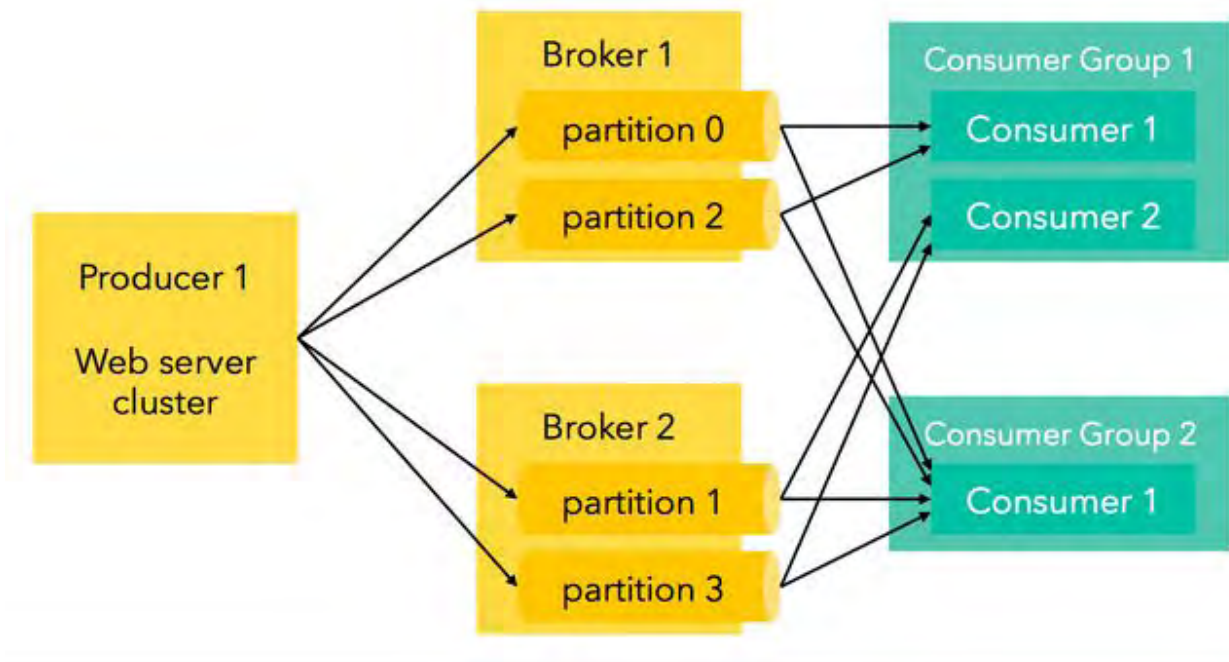 Producer 1
Web server
cluster
Broker 1
partition 0
partition 2
Broker 2
partition 1
partition 3
Consumer Group 1
Consumer 1
Consumer 2
Consumer Group 2
Consumer 1